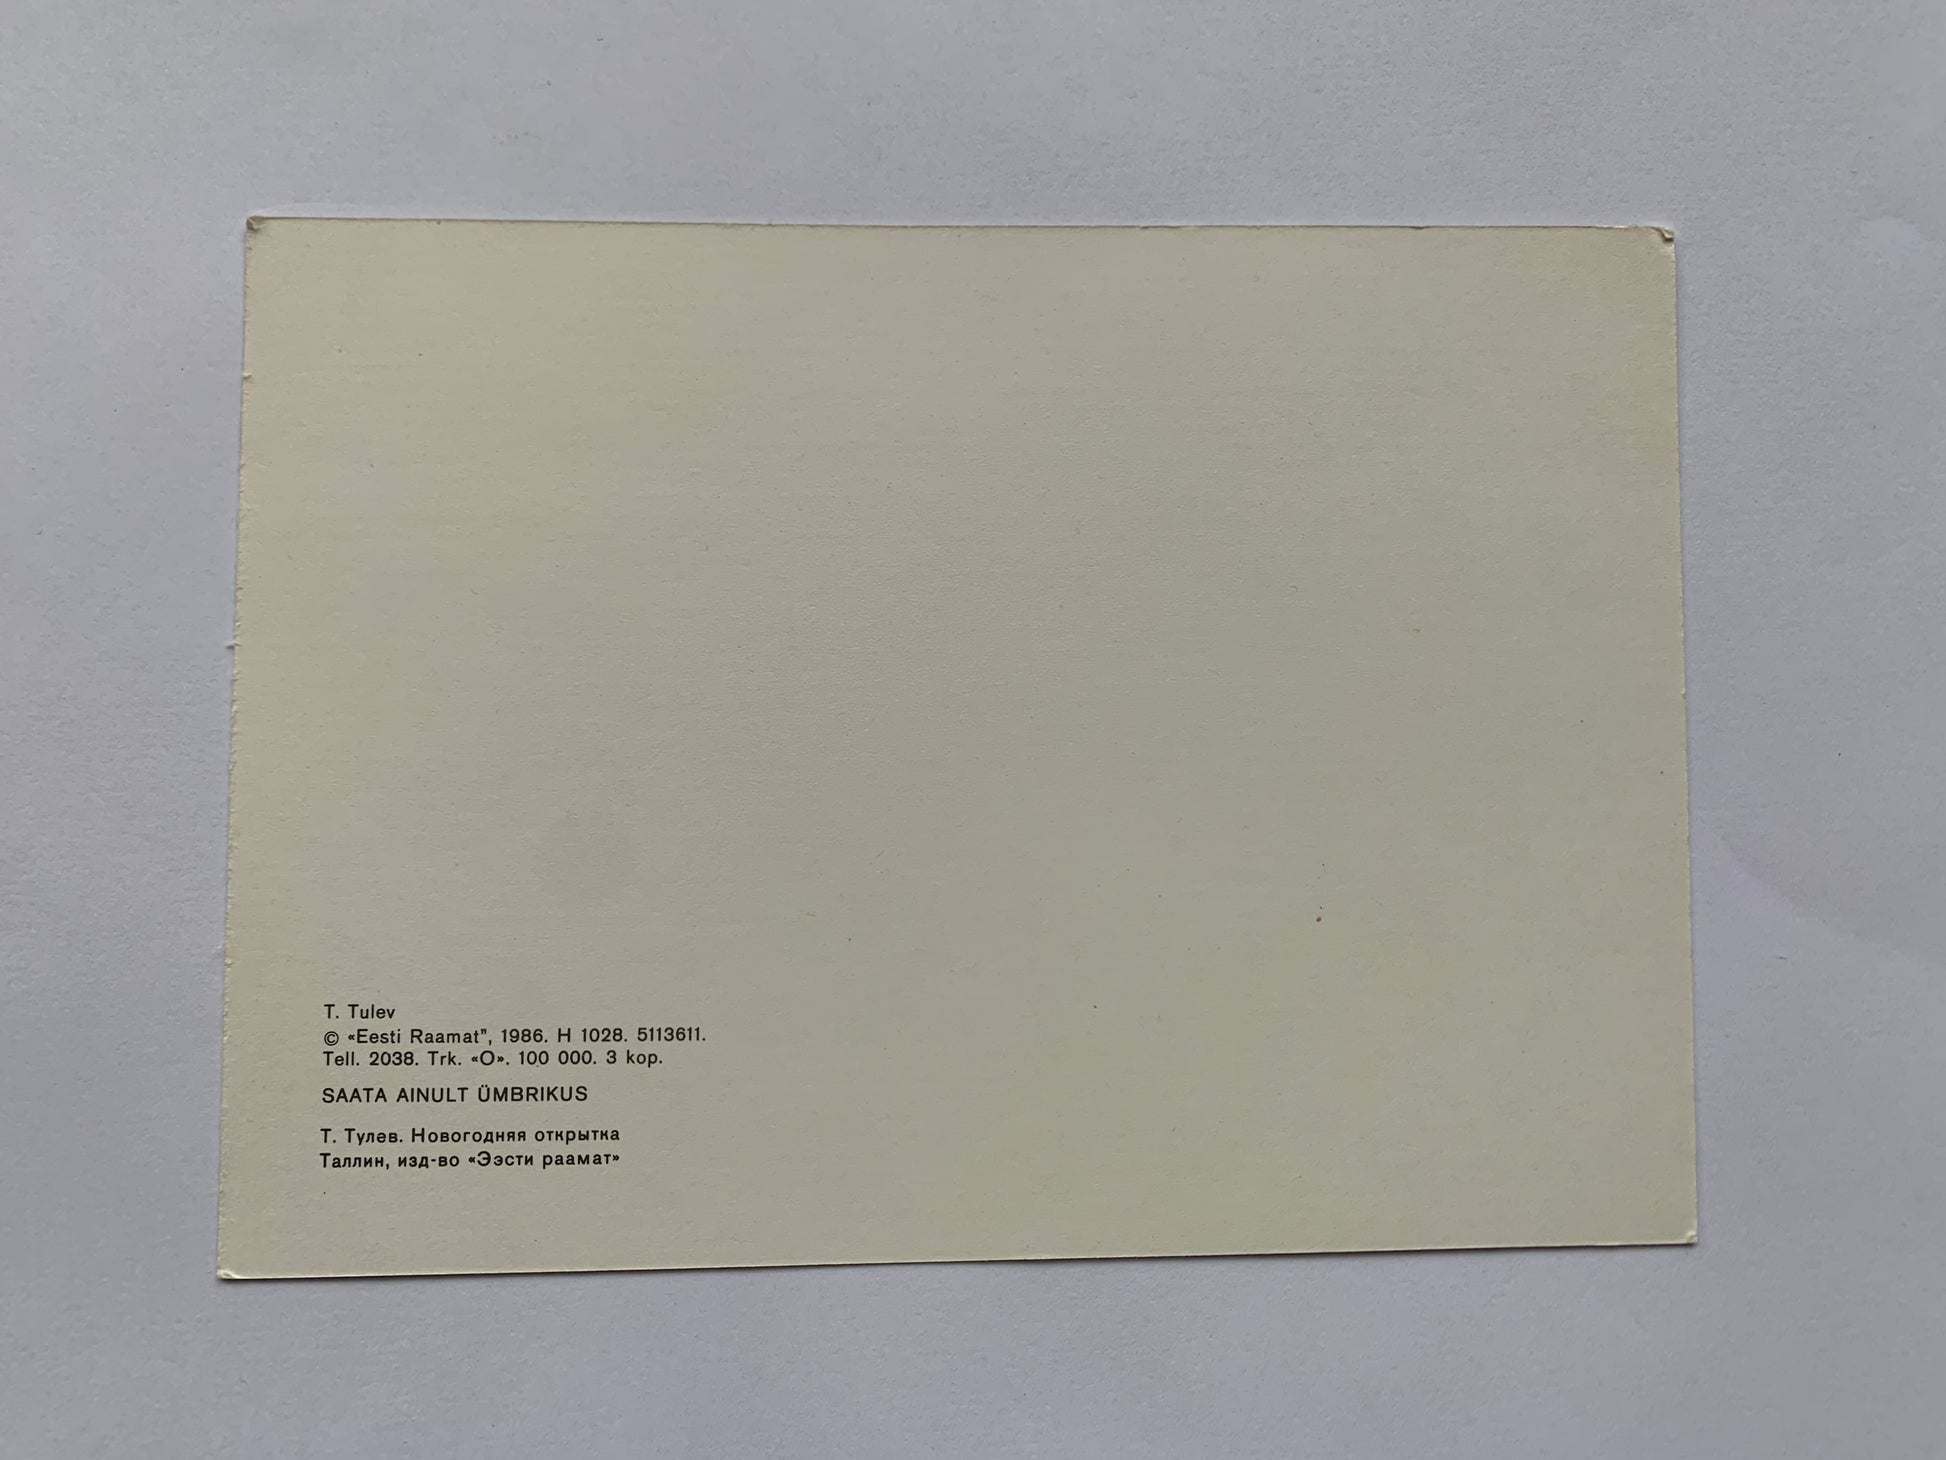 T. Tulev
© «Eesti Raamat", 1986. H 1028. 5113611.
Tell. 2038. Trk. «O». 100 000. 3 kop.
SAATA AINULT ÜMBRIKUS
Т. Тулев. Новогодняя открытка
Таллин, изд-во «Ээсти раамат»